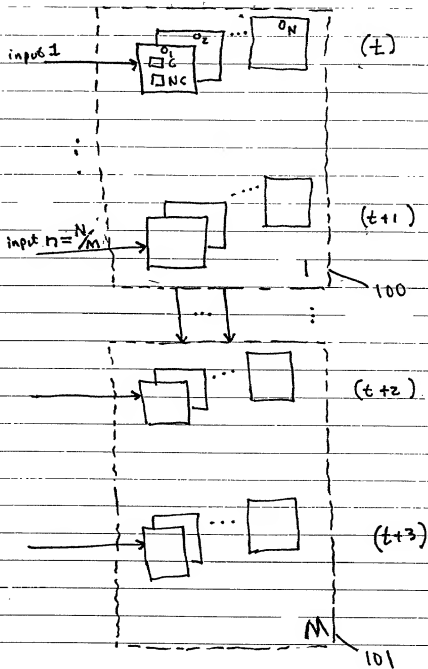 O1 O2 ... ON (t)
input 1
C
NC
⋮
... (t+1)
input n = N/M
1
100
... ⋮
... (t+2)
... (t+3)
M
101